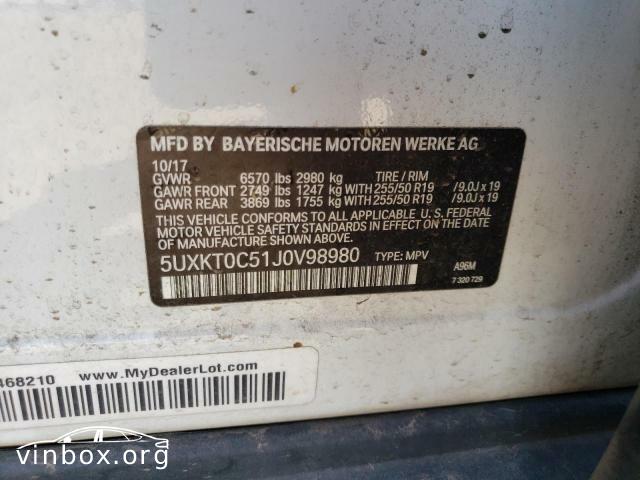 MFD BY BAYERISCHE MOTOREN WERKE AG
10/17
GVWR 6570 lbs 2980 kg TIRE / RIM
GAWR FRONT 2749 lbs 1247 kg WITH 255/50 R19 /9.0J x 19
GAWR REAR 3869 lbs 1755 kg WITH 255/50 R19 /9.0J x 19
THIS VEHICLE CONFORMS TO ALL APPLICABLE U. S. FEDERAL
MOTOR VEHICLE SAFETY STANDARDS IN EFFECT ON THE DATE
OF MANUFACTURE SHOWN ABOVE.
5UXKT0C51J0V98980 TYPE: MPV
A96M
7 320 729
468210 www.MyDealerLot.com
vinbox.org